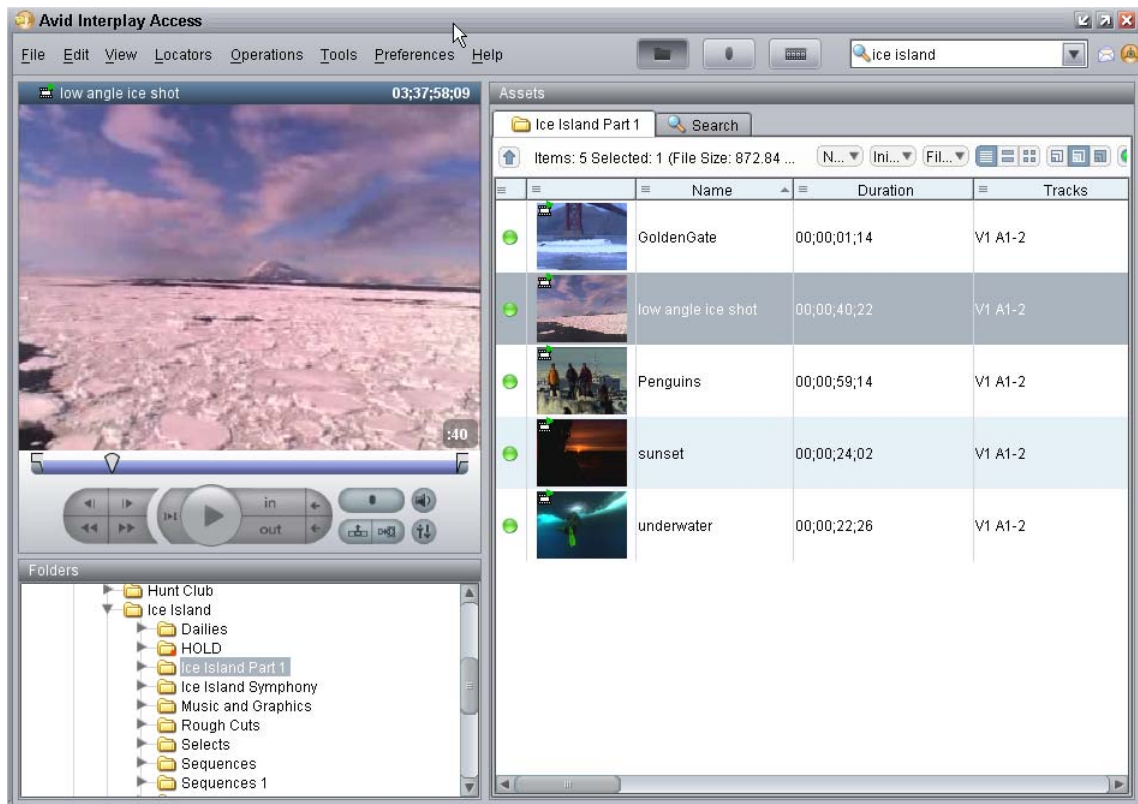 Avid Interplay Access
File Edit View Locators Operations Tools Preferences Help
ice island
low angle ice shot 03;37;58;09
:40
in
out
Folders
Hunt Club
Ice Island
Dailies
HOLD
Ice Island Part 1
Ice Island Symphony
Music and Graphics
Rough Cuts
Selects
Sequences
Sequences 1
Assets
Ice Island Part 1 Search
Items: 5 Selected: 1 (File Size: 872.84 ... N... Ini... Fil...
Name Duration Tracks
GoldenGate 00;00;01;14 V1 A1-2
low angle ice shot 00;00;40;22 V1 A1-2
Penguins 00;00;59;14 V1 A1-2
sunset 00;00;24;02 V1 A1-2
underwater 00;00;22;26 V1 A1-2